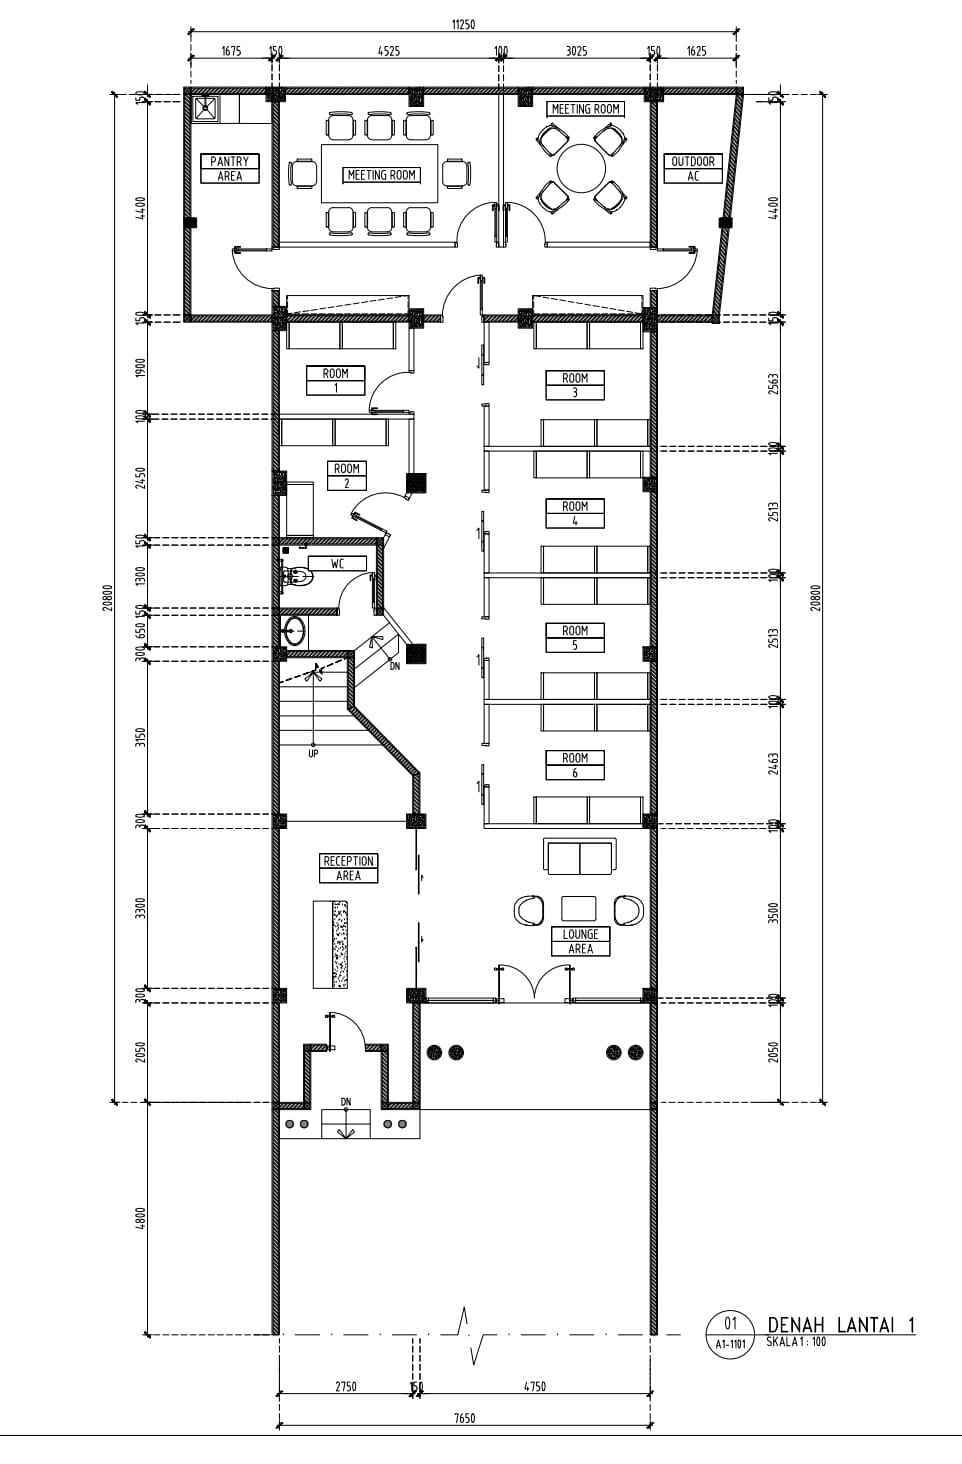 11250
1675 150 4525 100 3025 150 1625
150
150
MEETING ROOM
PANTRY
AREA
MEETING ROOM
OUTDOOR
AC
4400
4400
150
150
1900
ROOM
1
ROOM
3
2563
100
100
2450
ROOM
2
ROOM
4
2513
150
WC
1300
100
20800
20800
150
650
ROOM
5
2513
300
DN
100
3150
UP
ROOM
6
2463
300
100
RECEPTION
AREA
3300
3500
LOUNGE
AREA
300
100
2050
2050
DN
4800
01
A1-1101
DENAH LANTAI 1
SKALA 1 : 100
2750 150 4750
7650